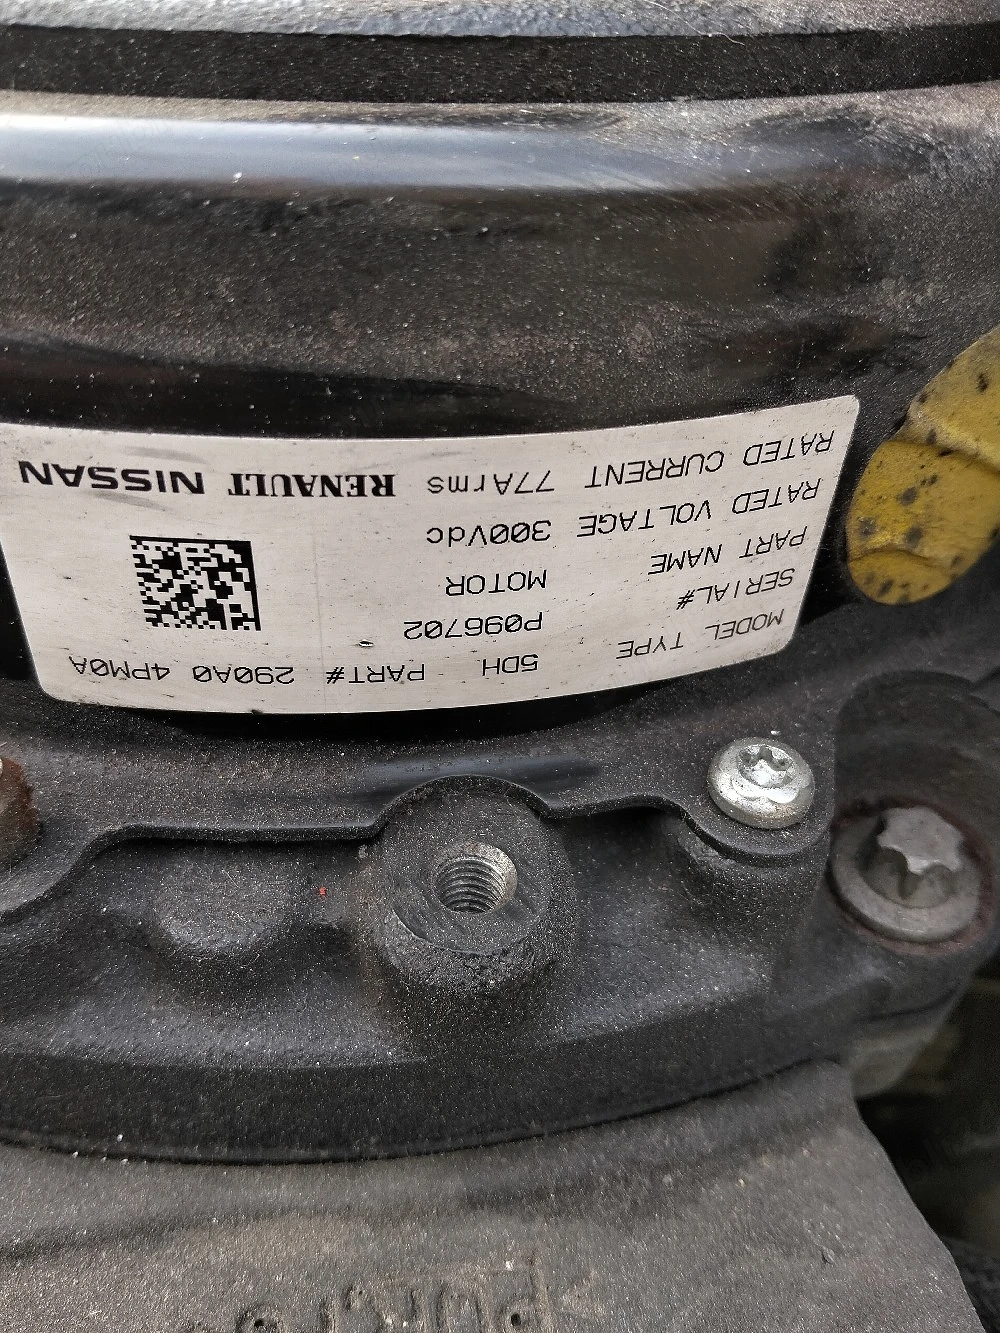 MODEL TYPE 5DH PART# 290A0 4PM0A
SERIAL# P096702
PART NAME MOTOR
RATED VOLTAGE 300Vdc
RATED CURRENT 77Arms RENAULT NISSAN